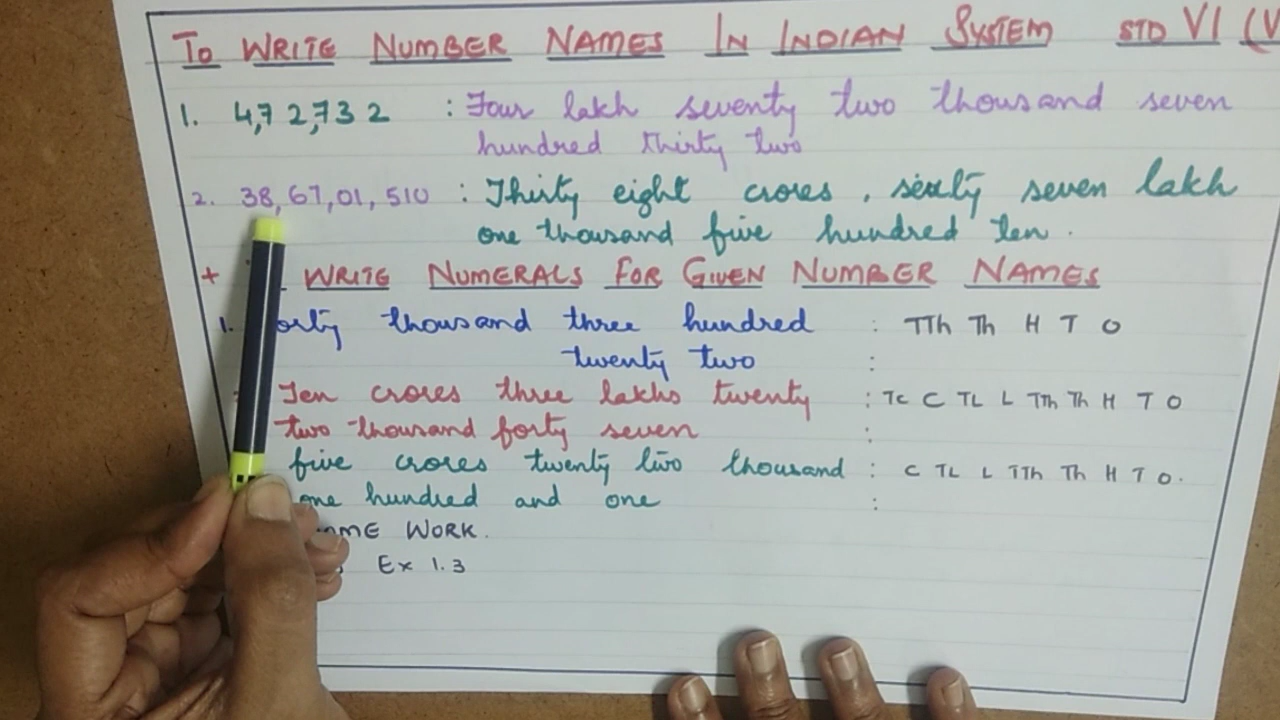 To WRITE NUMBER NAMES IN INDIAN SYSTEM STD VI (V
1. 4,72,732 : Four lakh seventy two thousand seven
hundred thirty two
2. 38,67,01,510 : Thirty eight crores, sixty seven lakh
one thousand five hundred ten.
+ WRITE NUMERALS FOR GIVEN NUMBER NAMES
1. orty thousand three hundred : TTh Th H T O
twenty two :
Ten crores three lakhs twenty : TC C TL L TTh Th H T O
two thousand forty seven :
five crores twenty two thousand : C TL L TTh Th H T O.
one hundred and one :
OME WORK.
Ex 1.3